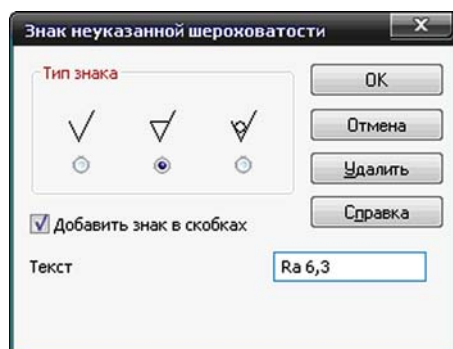 Знак неуказанной шероховатости
Тип знака
OK
Отмена
Удалить
Справка
Добавить знак в скобках
Текст
Ra 6,3